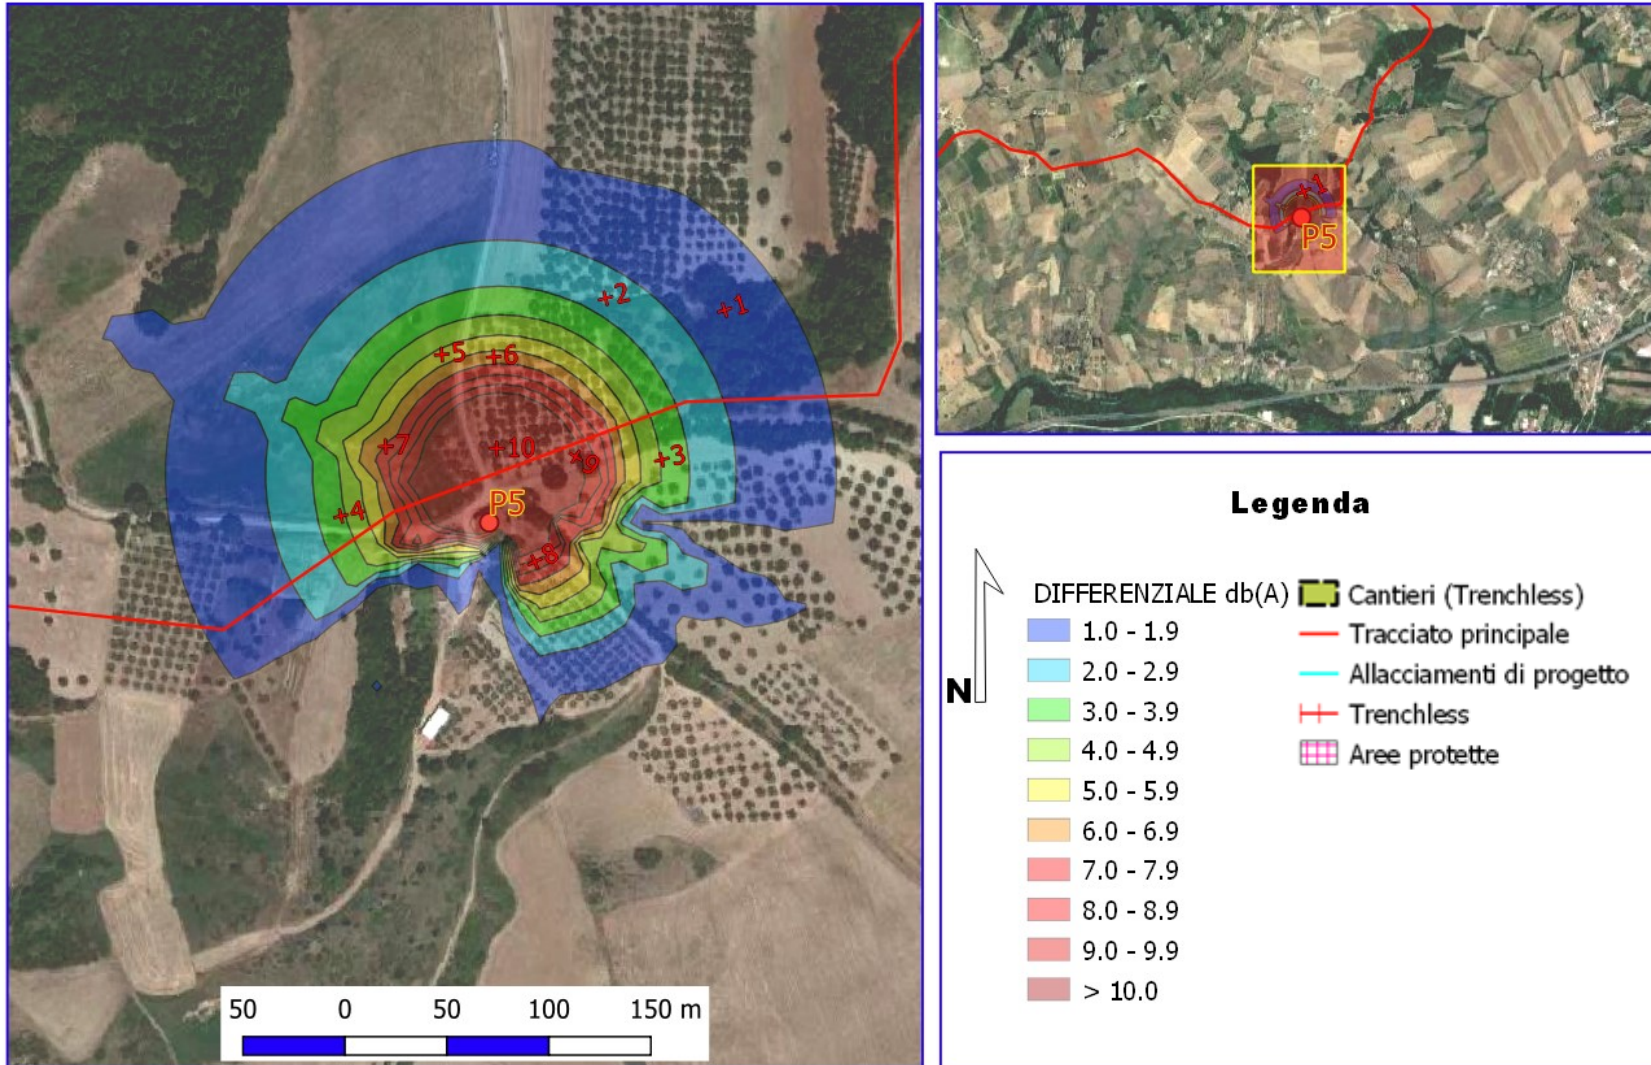 +1
+2
+5
+6
+7
+10
+9
+3
+4
P5
+8
50 0 50 100 150 m
+1
P5
Legenda
N
DIFFERENZIALE db(A)
1.0 - 1.9
2.0 - 2.9
3.0 - 3.9
4.0 - 4.9
5.0 - 5.9
6.0 - 6.9
7.0 - 7.9
8.0 - 8.9
9.0 - 9.9
> 10.0
Cantieri (Trenchless)
Tracciato principale
Allacciamenti di progetto
Trenchless
Aree protette